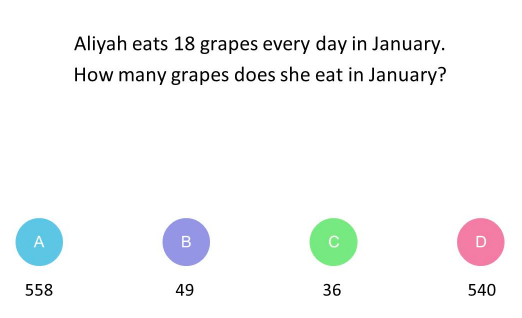 Aliyah eats 18 grapes every day in January.
How many grapes does she eat in January?
A B C D
558 49 36 540